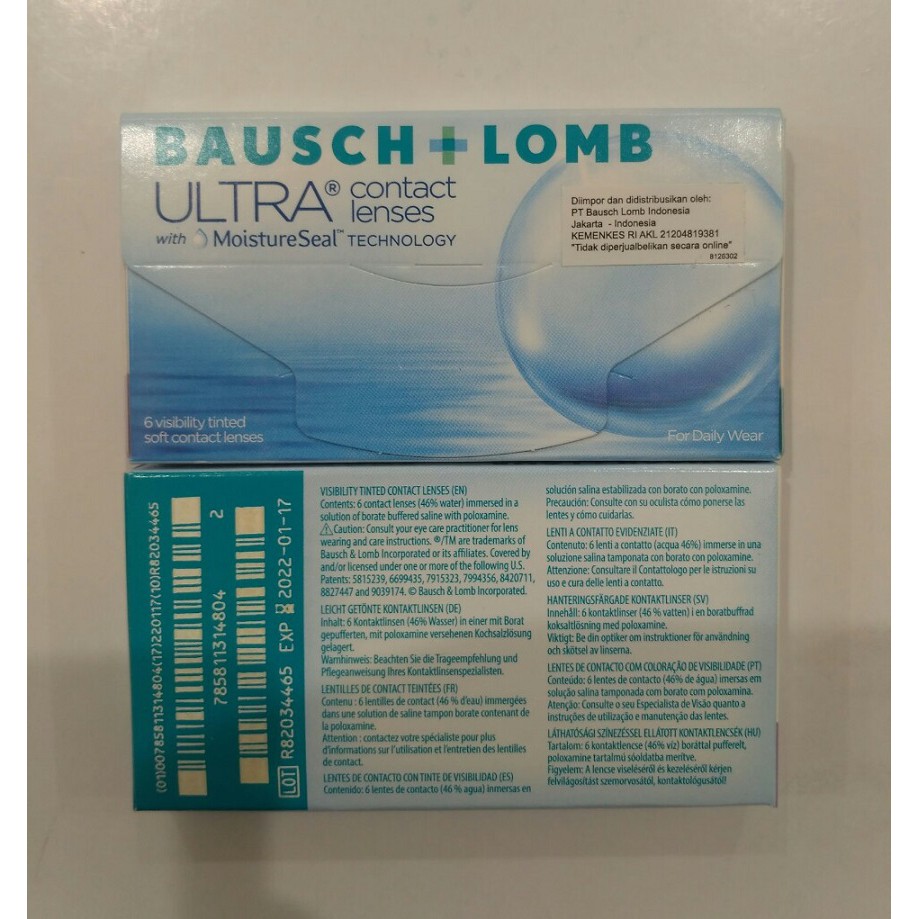 BAUSCH + LOMB
ULTRA® contact lenses
with MoistureSeal™ TECHNOLOGY
Diimpor dan didistribusikan oleh:
PT Bausch Lomb Indonesia
Jakarta - Indonesia
KEMENKES RI AKL 21204819381
"Tidak diperjualbelikan secara online"
9126302
6 visibility tinted
soft contact lenses
For Daily Wear
(01)00785811314804(17)220117(10)R82034465
785811314804 2
LOT R82034465 EXP 2022-01-17
VISIBILITY TINTED CONTACT LENSES (EN)
Contents: 6 contact lenses (46% water) immersed in a
solution of borate buffered saline with poloxamine.
⚠Caution: Consult your eye care practitioner for lens
wearing and care instructions. ®/TM are trademarks of
Bausch & Lomb Incorporated or its affiliates. Covered by
and/or licensed under one or more of the following U.S.
Patents: 5815239, 6699435, 7915323, 7994356, 8420711,
8827447 and 9039174. © Bausch & Lomb Incorporated.
LEICHT GETÖNTE KONTAKTLINSEN (DE)
Inhalt: 6 Kontaktlinsen (46% Wasser) in einer mit Borat
gepufferten, mit poloxamine versehenen Kochsalzlösung
gelagert.
Warnhinweis: Beachten Sie die Trageempfehlung und
Pflegeanweisung Ihres Kontaktlinsenspezialisten.
LENTILLES DE CONTACT TEINTÉES (FR)
Contenu : 6 lentilles de contact (46 % d'eau) immergées
dans une solution de saline tampon borate contenant de
la poloxamine.
Attention : contactez votre spécialiste pour plus
d'informations sur l'utilisation et l'entretien des lentilles
de contact.
LENTES DE CONTACTO CON TINTE DE VISIBILIDAD (ES)
Contenido: 6 lentes de contacto (46 % agua) inmersas en
solución salina estabilizada con borato con poloxamine.
Precaución: Consulte con su oculista cómo ponerse las
lentes y cómo cuidarlas.
LENTI A CONTATTO EVIDENZIATE (IT)
Contenuto: 6 lenti a contatto (acqua 46%) immerse in una
soluzione salina tamponata con borato con poloxamine.
Attenzione: Consultare il Contattologo per le istruzioni su
uso e cura delle lenti a contatto.
HANTERINGSFÄRGADE KONTAKTLINSER (SV)
Innehåll: 6 kontaktlinser (46 % vatten) i en boratbuffrad
koksaltlösning med poloxamine.
Viktigt: Be din optiker om instruktioner för användning
och skötsel av linserna.
LENTES DE CONTACTO COM COLORAÇÃO DE VISIBILIDADE (PT)
Conteúdo: 6 lentes de contacto (46% de água) imersas em
solução salina tamponada com borato com poloxamina.
Atenção: Consulte o seu Especialista de Visão quanto a
instruções de utilização e manutenção das lentes.
LÁTHATÓSÁGI SZÍNEZÉSSEL ELLÁTOTT KONTAKTLENCSÉK (HU)
Tartalom: 6 kontaktlencse (46% víz) boráttal pufferelt,
poloxamine tartalmú sóoldatba merítve.
Figyelem: A lencse viseléséről és kezeléséről kérjen
felvilágosítást szemorvosától, kontaktológusától!